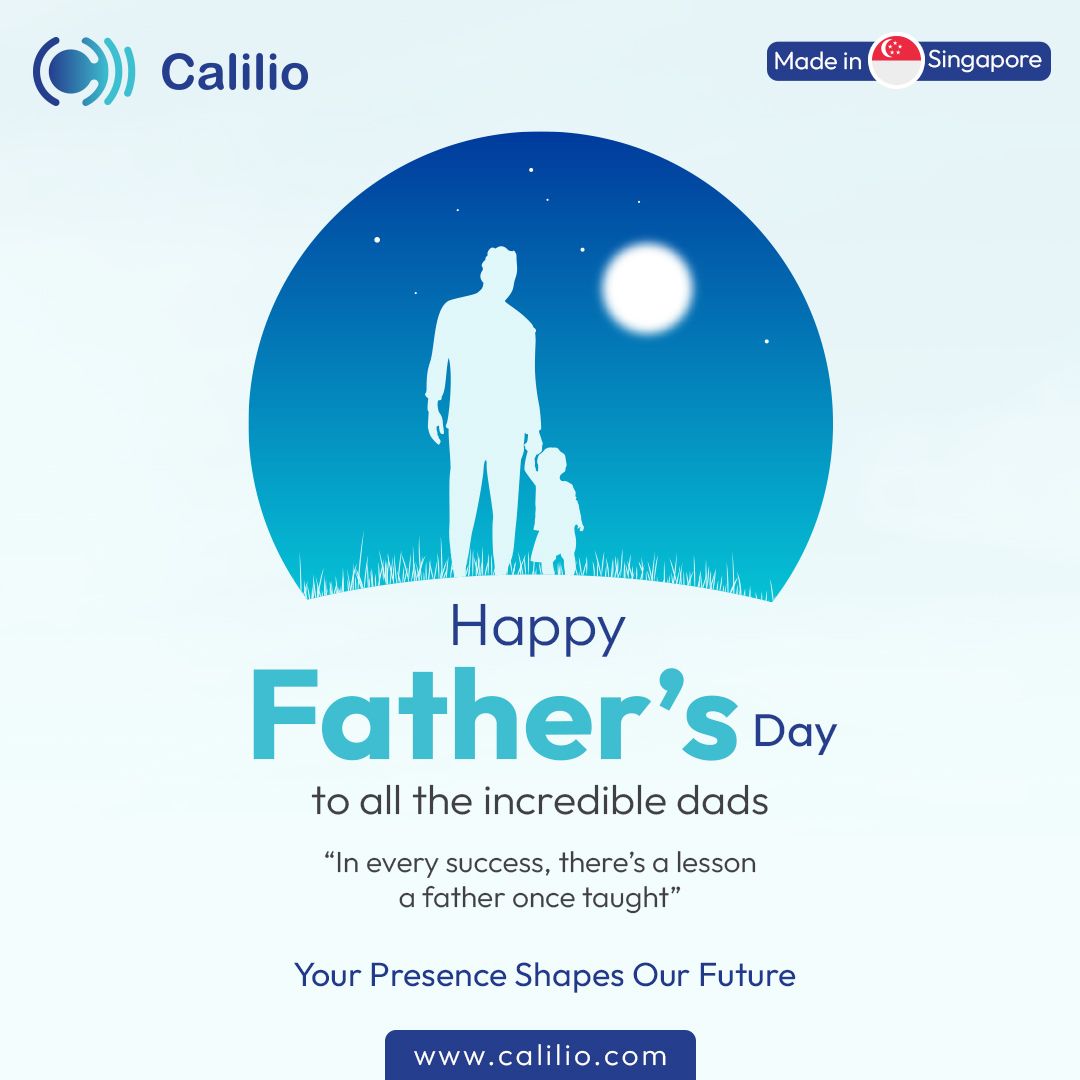 Calilio
Made in Singapore
Happy
Father’s Day
to all the incredible dads
“In every success, there’s a lesson
a father once taught”
Your Presence Shapes Our Future
www.calilio.com